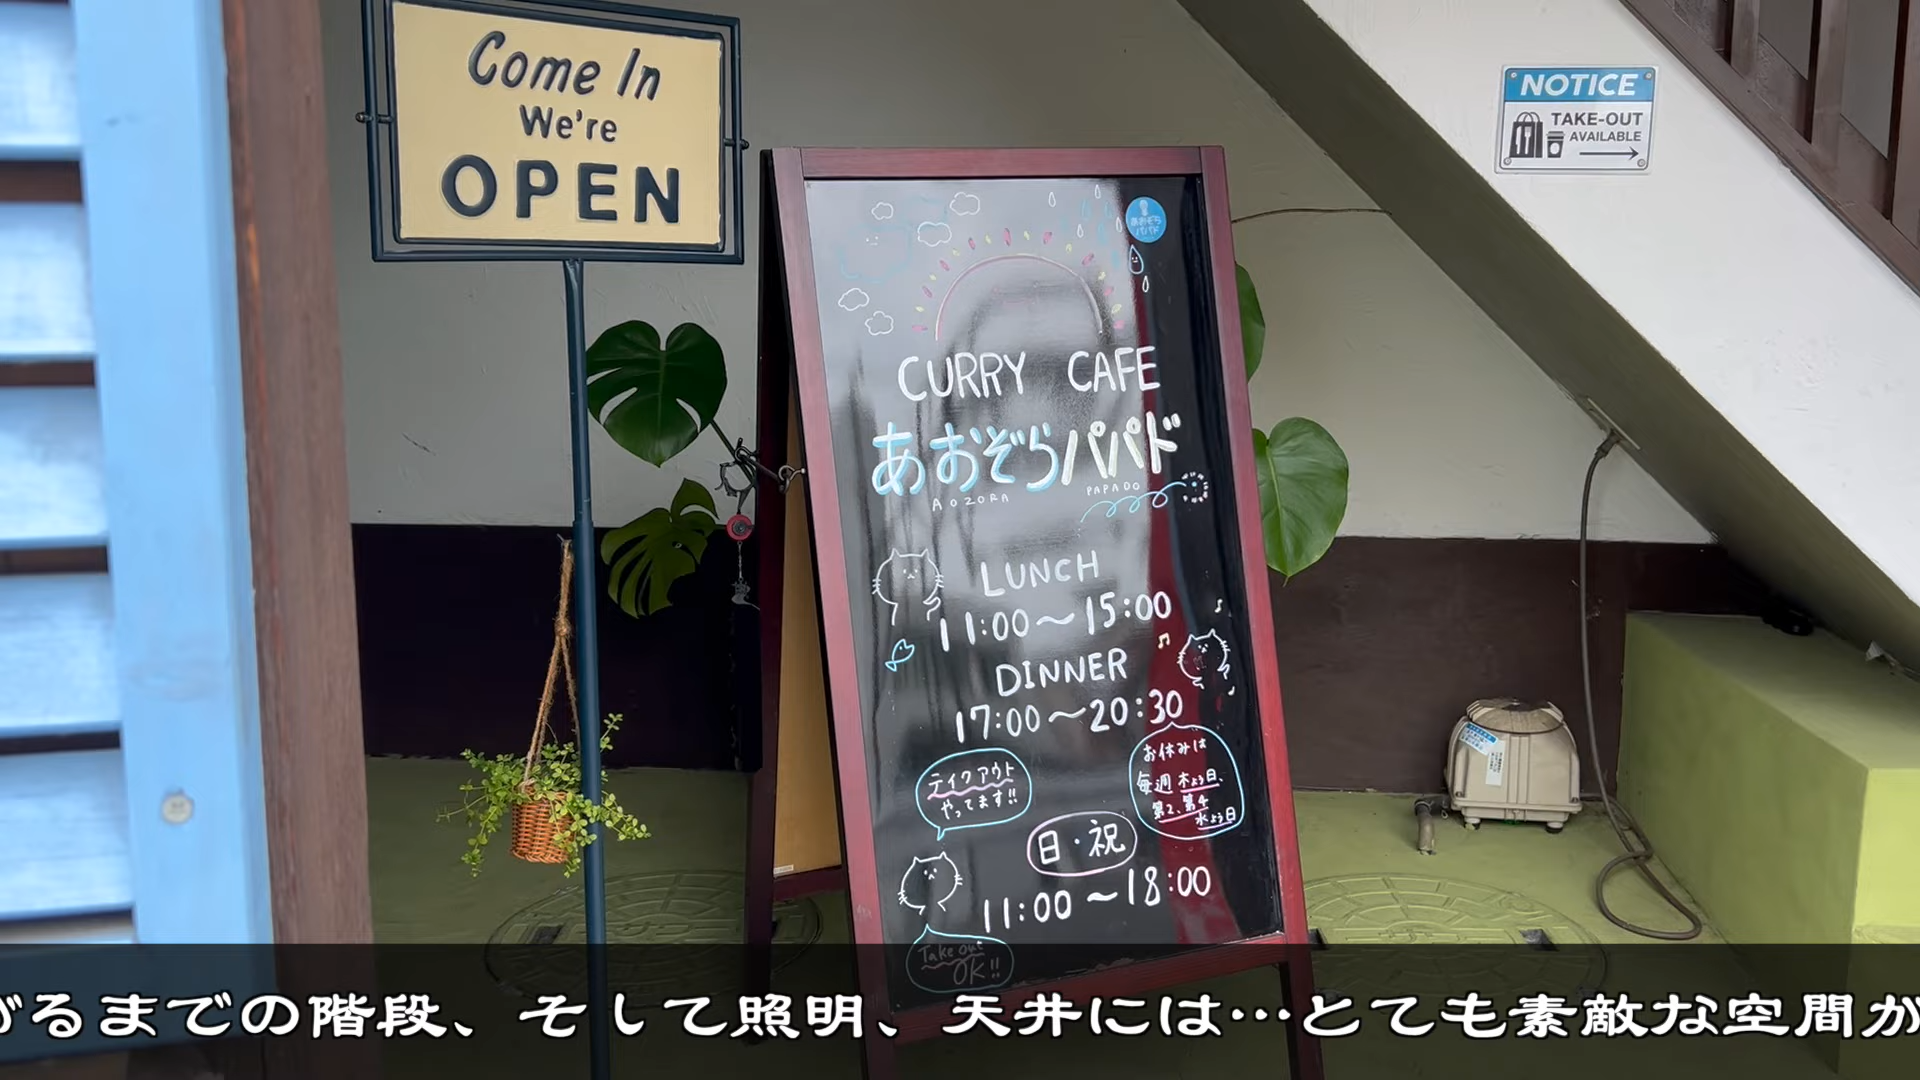 Come In
We're
OPEN
NOTICE
TAKE-OUT
AVAILABLE
あおぞら
パパド
CURRY CAFE
あおぞらパパド
AOZORA PAPADO
LUNCH
11:00～15:00
DINNER
17:00～20:30
お休みは
毎週 木よう日、
第2、第4
水よう日
テイクアウト
やってます!!
日・祝
11:00～18:00
Take out
OK!!
がるまでの階段、そして照明、天井には…とても素敵な空間が